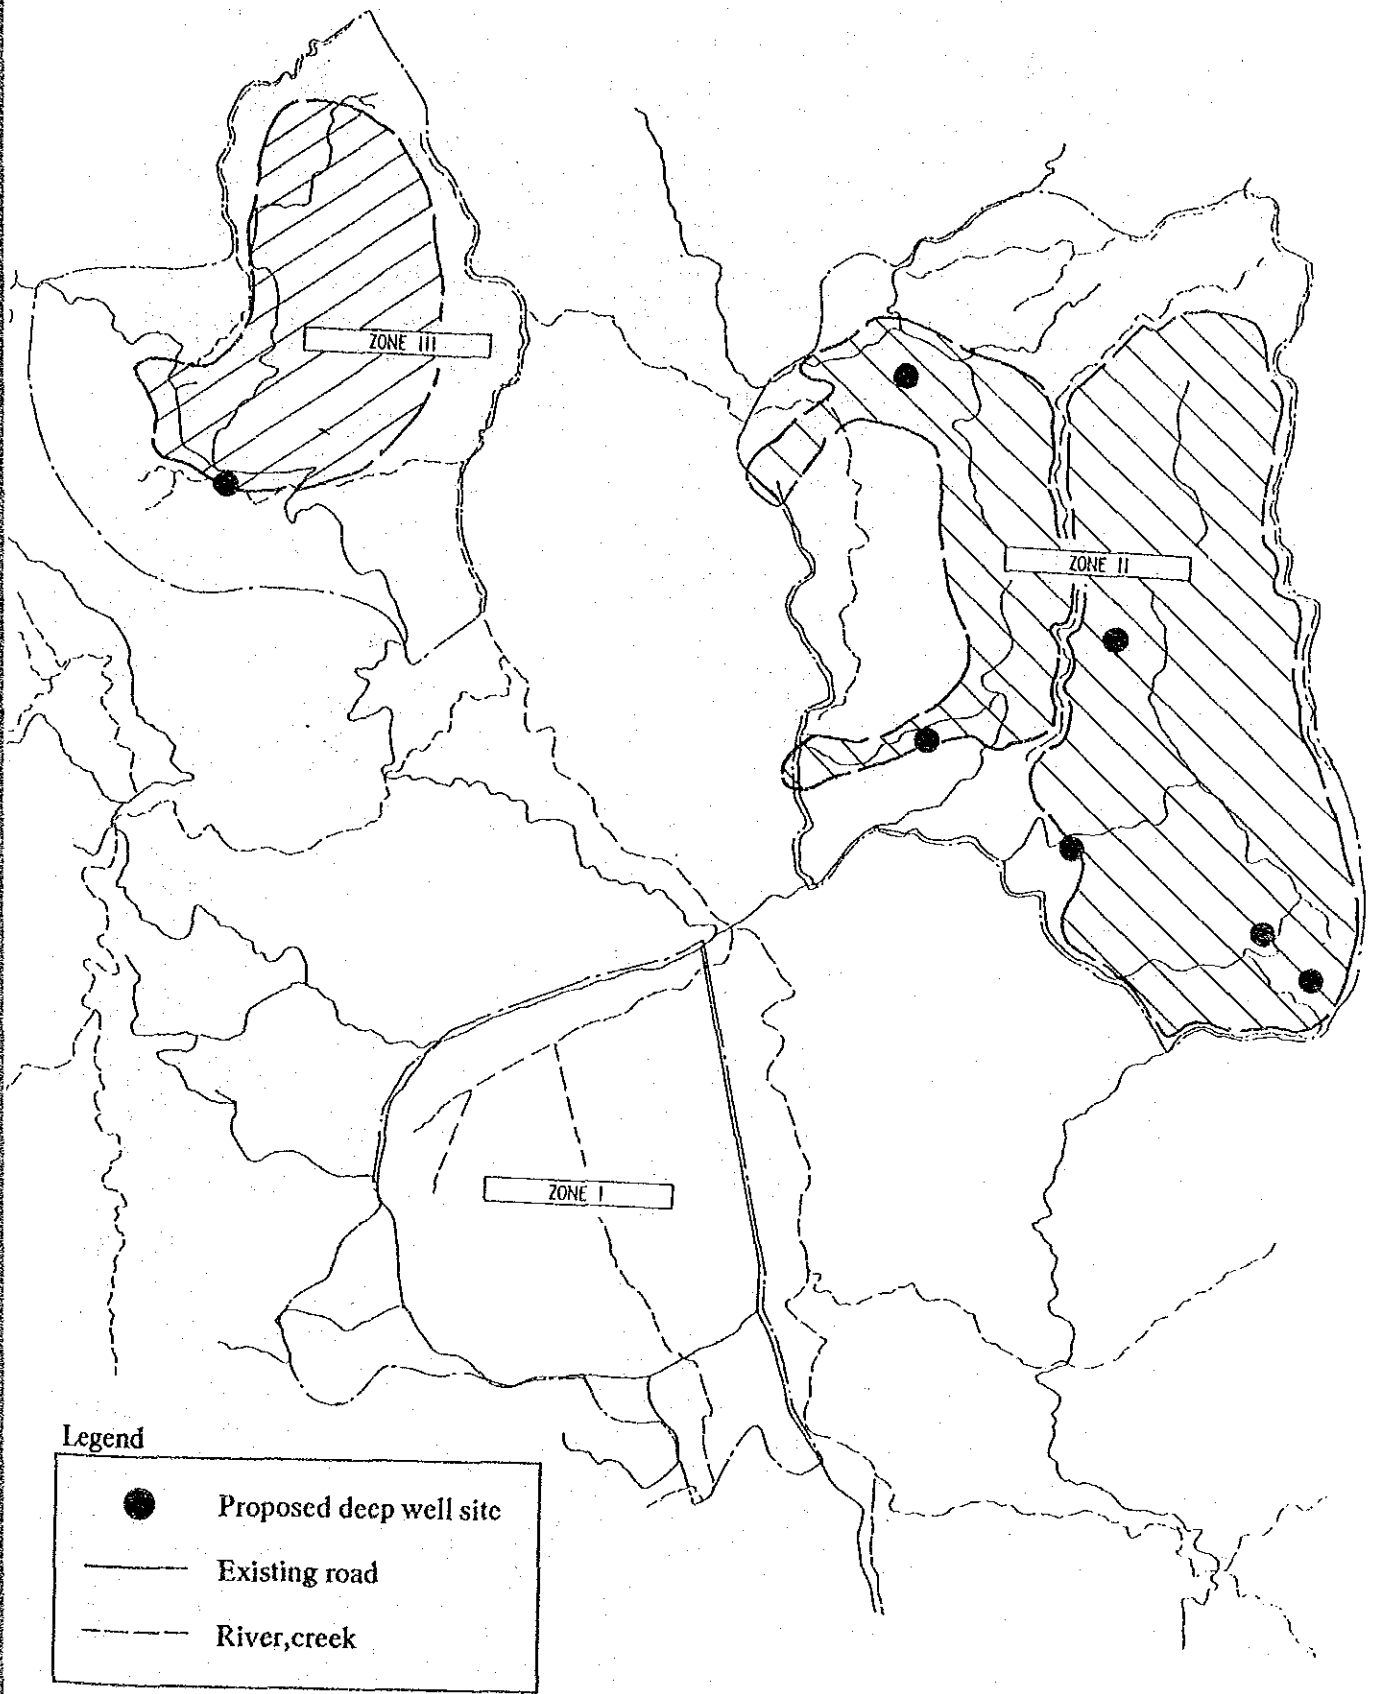 ZONE III
ZONE II
ZONE I
Legend
Proposed deep well site
Existing road
River,creek